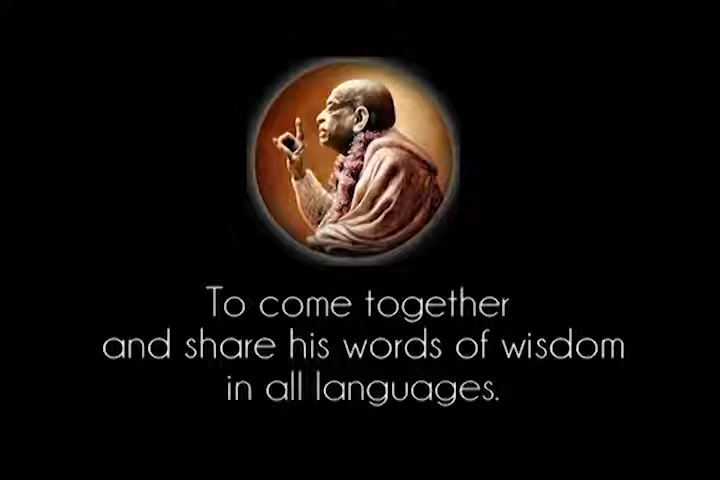 To come together
and share his words of wisdom
in all languages.